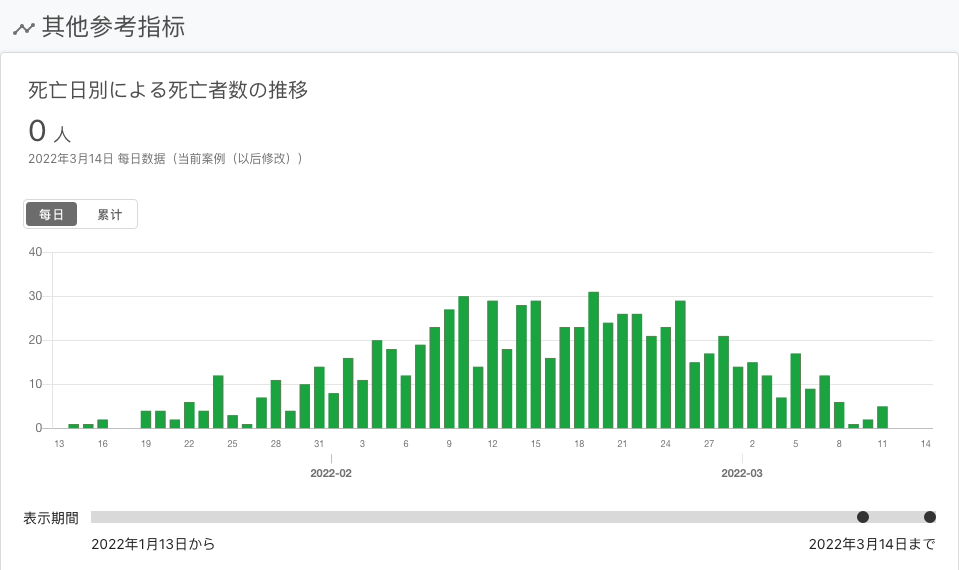 其他参考指标
死亡日別による死亡者数の推移
0 人
2022年3月14日 每日数据（当前案例（以后修改））
每日 累计
40
30
20
10
0
13 16 19 22 25 28 31 3 6 9 12 15 18 21 24 27 2 5 8 11 14
2022-02 2022-03
表示期間
2022年1月13日から 2022年3月14日まで